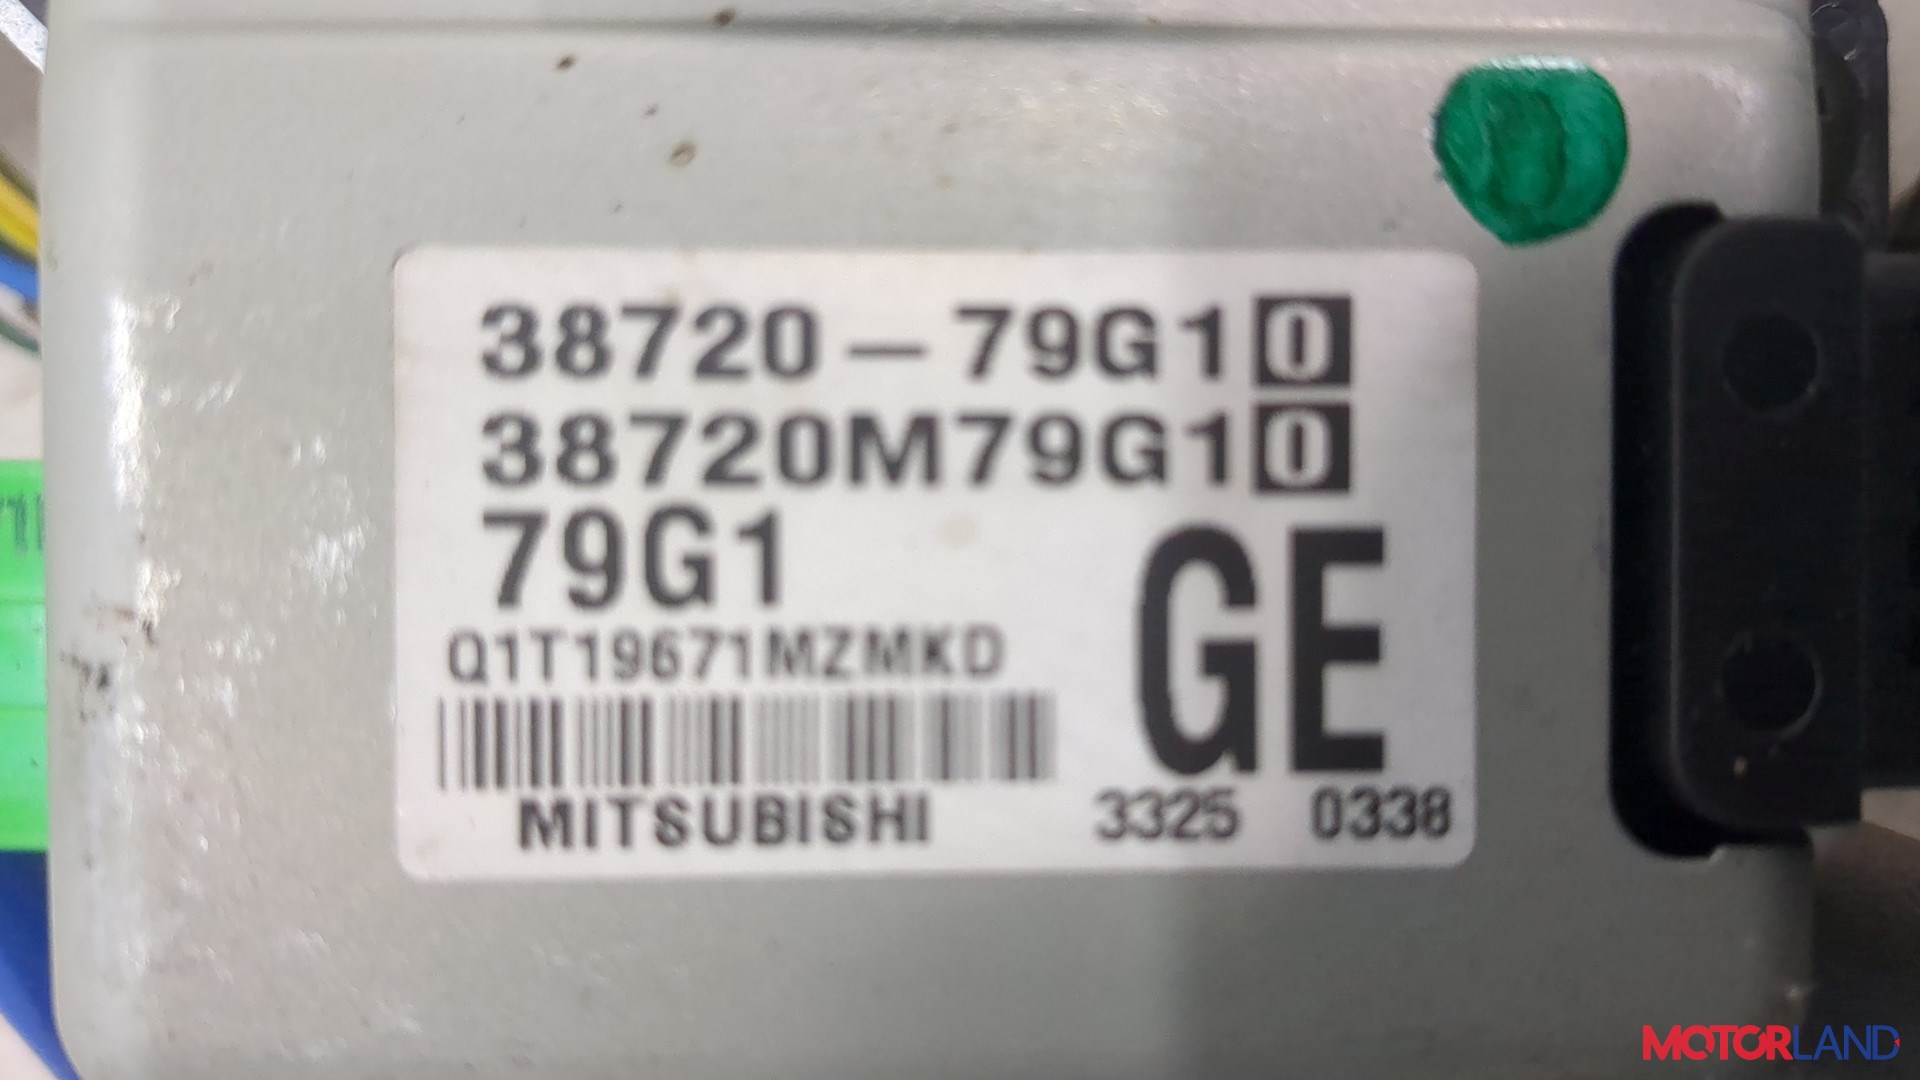 38720-79G10
38720M79G10
79G1
GE
Q1T19671MZMKD
MITSUBISHI
3325 0338
MOTORLAND